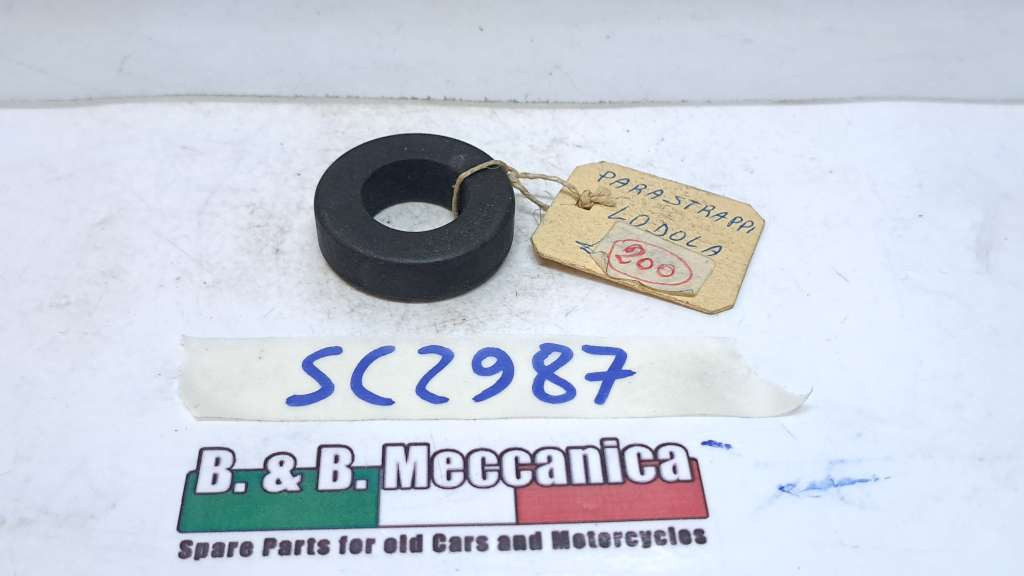 PARASTRAPPI
LODOLA
200
SC2987
B. & B. Meccanica
Spare Parts for old Cars and Motorcycles